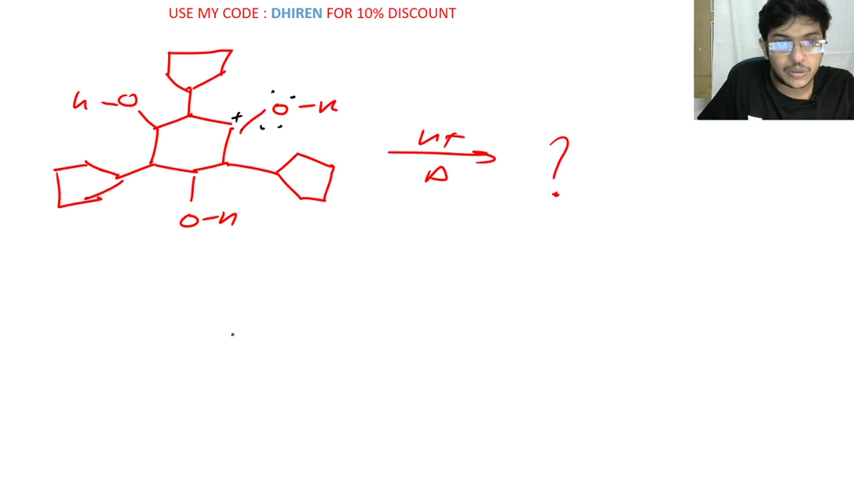 USE MY CODE : DHIREN FOR 10% DISCOUNT
H – O
+
O – H
H+
Δ
?
O–H